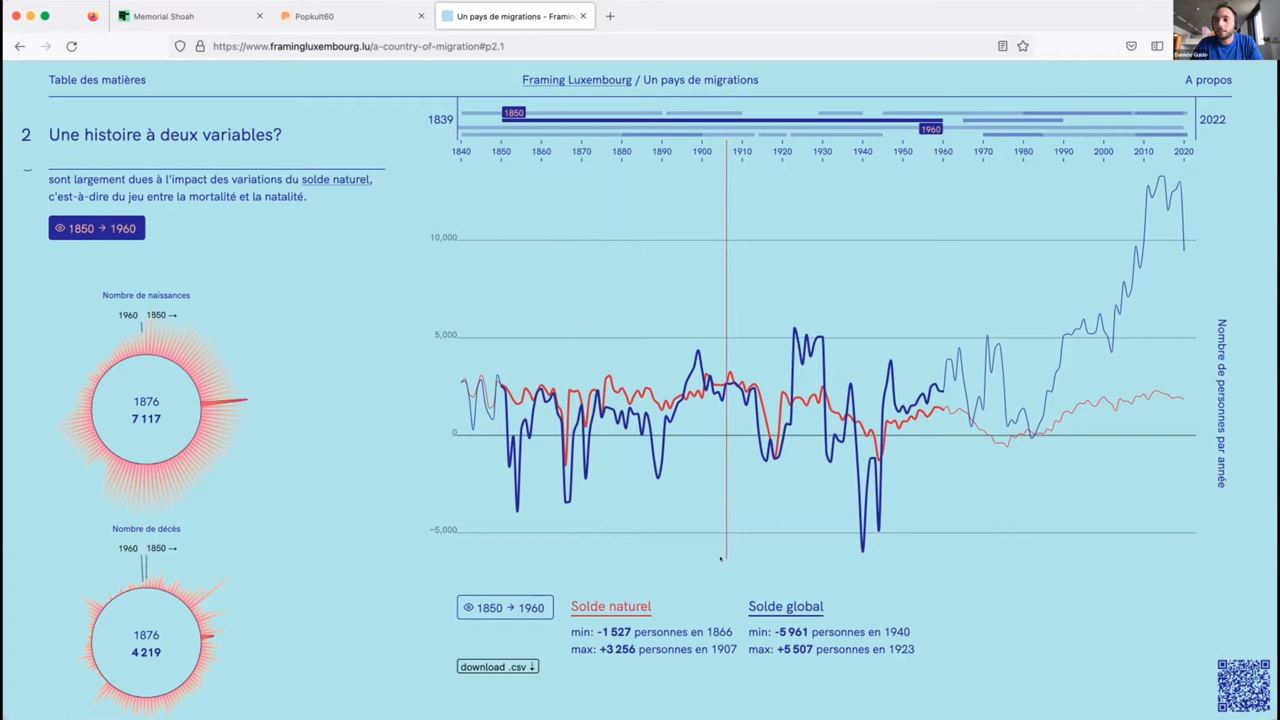 Memorial Shoah
Popkult60
Un pays de migrations - Framing
https://www.framingluxembourg.lu/a-country-of-migration#p2.1
Daniele Guido
Table des matières
Framing Luxembourg / Un pays de migrations
A propos
2 Une histoire à deux variables?
sont largement dues à l'impact des variations du solde naturel,
c'est-à-dire du jeu entre la mortalité et la natalité.
1850 → 1960
Nombre de naissances
1960 1850 →
1876
7 117
Nombre de décès
1960 1850 →
1876
4 219
1839
1850
1960
2022
1840 1850 1860 1870 1880 1890 1900 1910 1920 1930 1940 1950 1960 1970 1980 1990 2000 2010 2020
10,000
5,000
0
−5,000
Nombre de personnes par année
1850 → 1960
Solde naturel
min: -1 527 personnes en 1866
max: +3 256 personnes en 1907
Solde global
min: -5 961 personnes en 1940
max: +5 507 personnes en 1923
download .csv ↓